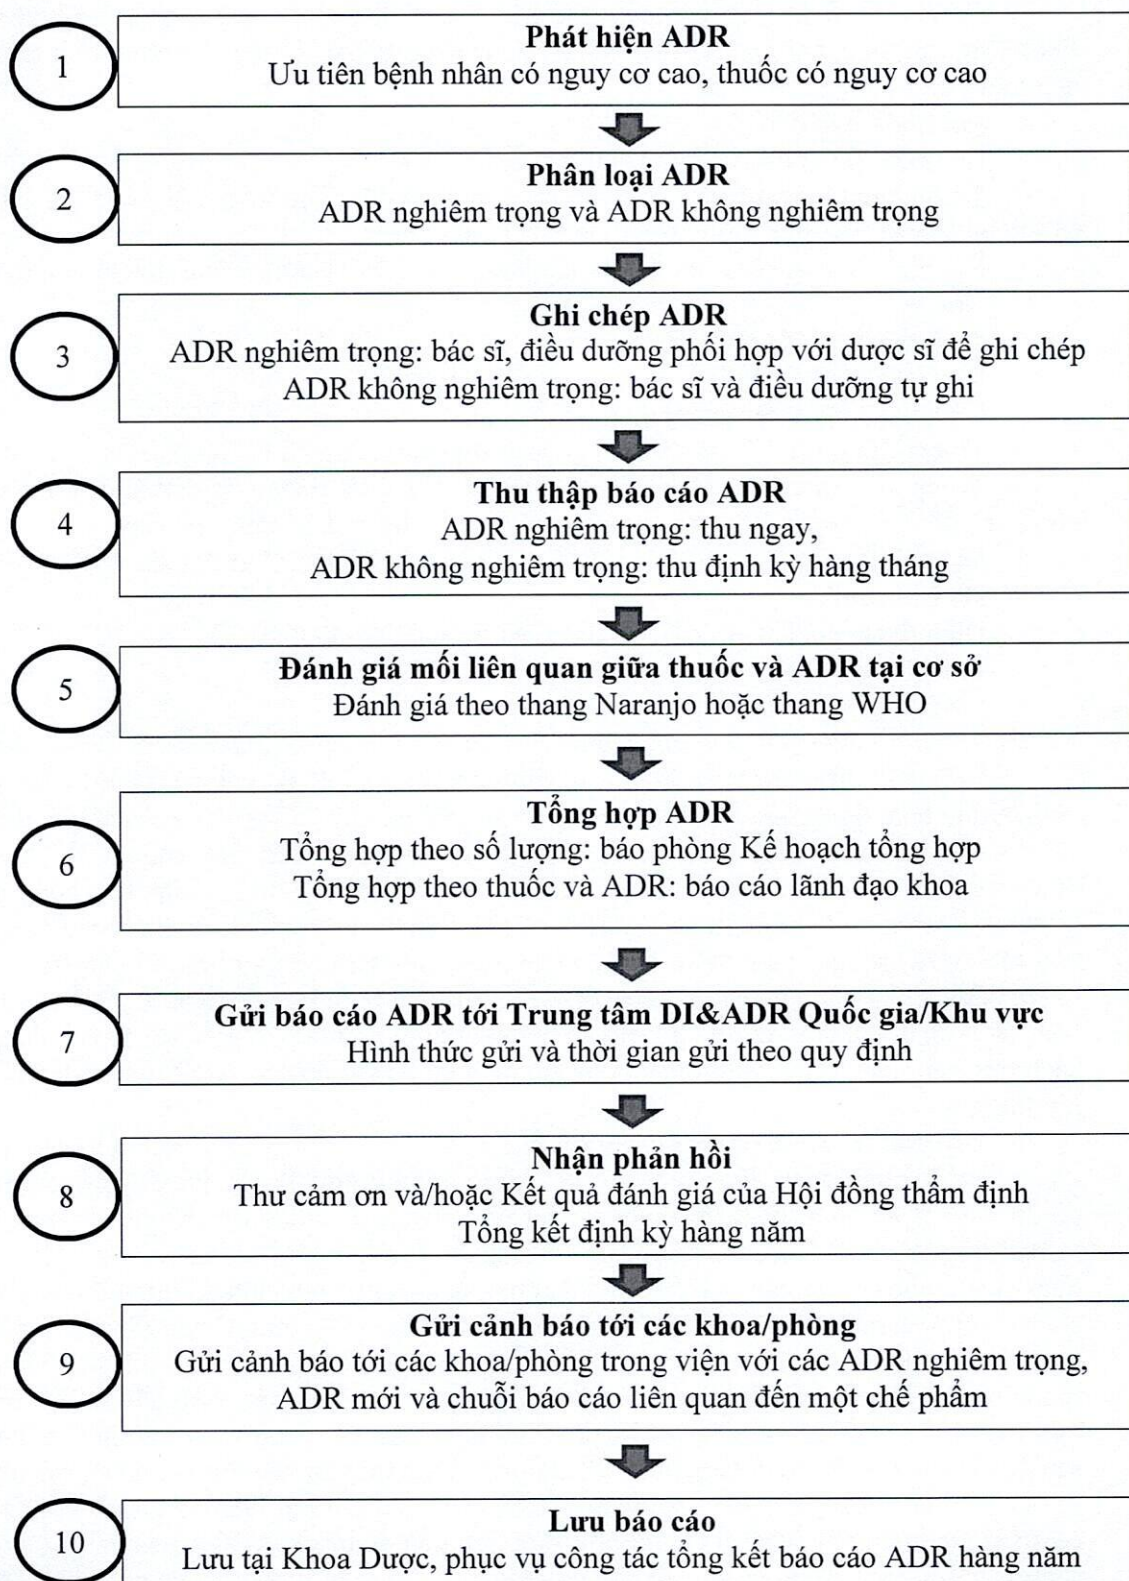 1
Phát hiện ADR
Ưu tiên bệnh nhân có nguy cơ cao, thuốc có nguy cơ cao
2
Phân loại ADR
ADR nghiêm trọng và ADR không nghiêm trọng
3
Ghi chép ADR
ADR nghiêm trọng: bác sĩ, điều dưỡng phối hợp với dược sĩ để ghi chép
ADR không nghiêm trọng: bác sĩ và điều dưỡng tự ghi
4
Thu thập báo cáo ADR
ADR nghiêm trọng: thu ngay,
ADR không nghiêm trọng: thu định kỳ hàng tháng
5
Đánh giá mối liên quan giữa thuốc và ADR tại cơ sở
Đánh giá theo thang Naranjo hoặc thang WHO
6
Tổng hợp ADR
Tổng hợp theo số lượng: báo phòng Kế hoạch tổng hợp
Tổng hợp theo thuốc và ADR: báo cáo lãnh đạo khoa
7
Gửi báo cáo ADR tới Trung tâm DI&ADR Quốc gia/Khu vực
Hình thức gửi và thời gian gửi theo quy định
8
Nhận phản hồi
Thư cảm ơn và/hoặc Kết quả đánh giá của Hội đồng thẩm định
Tổng kết định kỳ hàng năm
9
Gửi cảnh báo tới các khoa/phòng
Gửi cảnh báo tới các khoa/phòng trong viện với các ADR nghiêm trọng,
ADR mới và chuỗi báo cáo liên quan đến một chế phẩm
10
Lưu báo cáo
Lưu tại Khoa Dược, phục vụ công tác tổng kết báo cáo ADR hàng năm